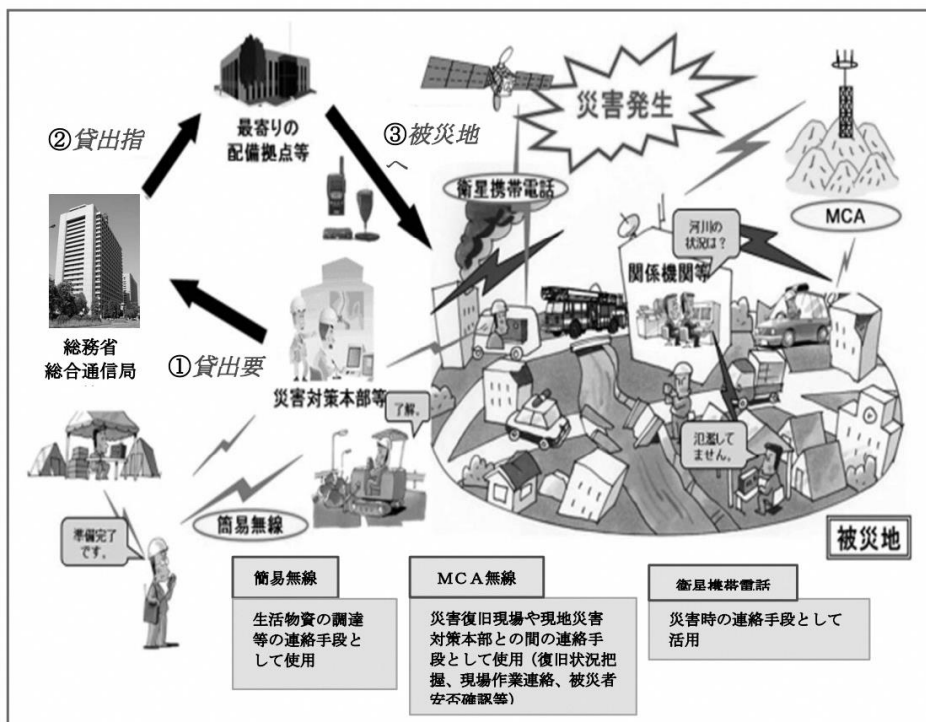 災害発生
最寄りの
配備拠点等
②貸出指
③被災地
へ
衛星携帯電話
MCA
河川の
状況は?
関係機関等
総務省
総合通信局
①貸出要
災害対策本部等
了解。
氾濫して
ません。
簡易無線
準備完了
です。
被災地
簡易無線
生活物資の調達
等の連絡手段と
して使用
MCA無線
災害復旧現場や現地災害
対策本部との間の連絡手
段として使用(復旧状況把
握、現場作業連絡、被災者
安否確認等)
衛星携帯電話
災害時の連絡手段として
活用